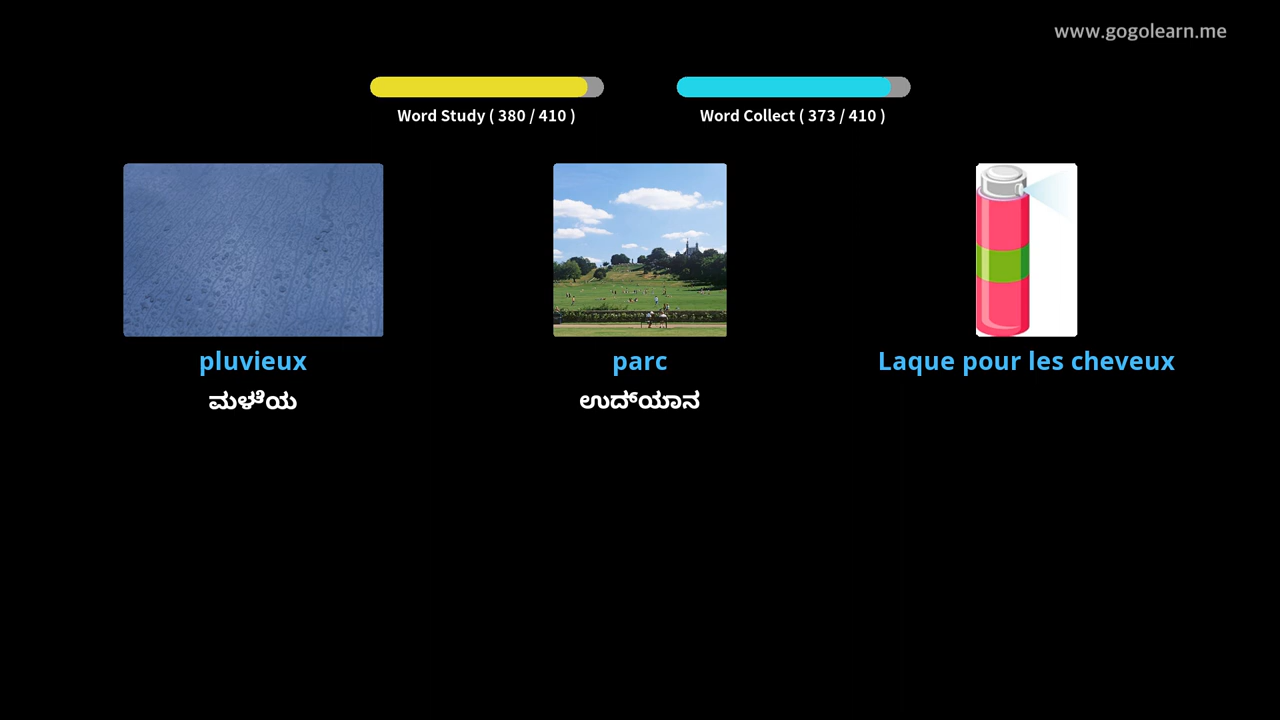 www.gogolearn.me
Word Study ( 380 / 410 )
Word Collect ( 373 / 410 )
pluvieux
parc
Laque pour les cheveux
ಮಳೆಯ
ಉದ್ಯಾನ